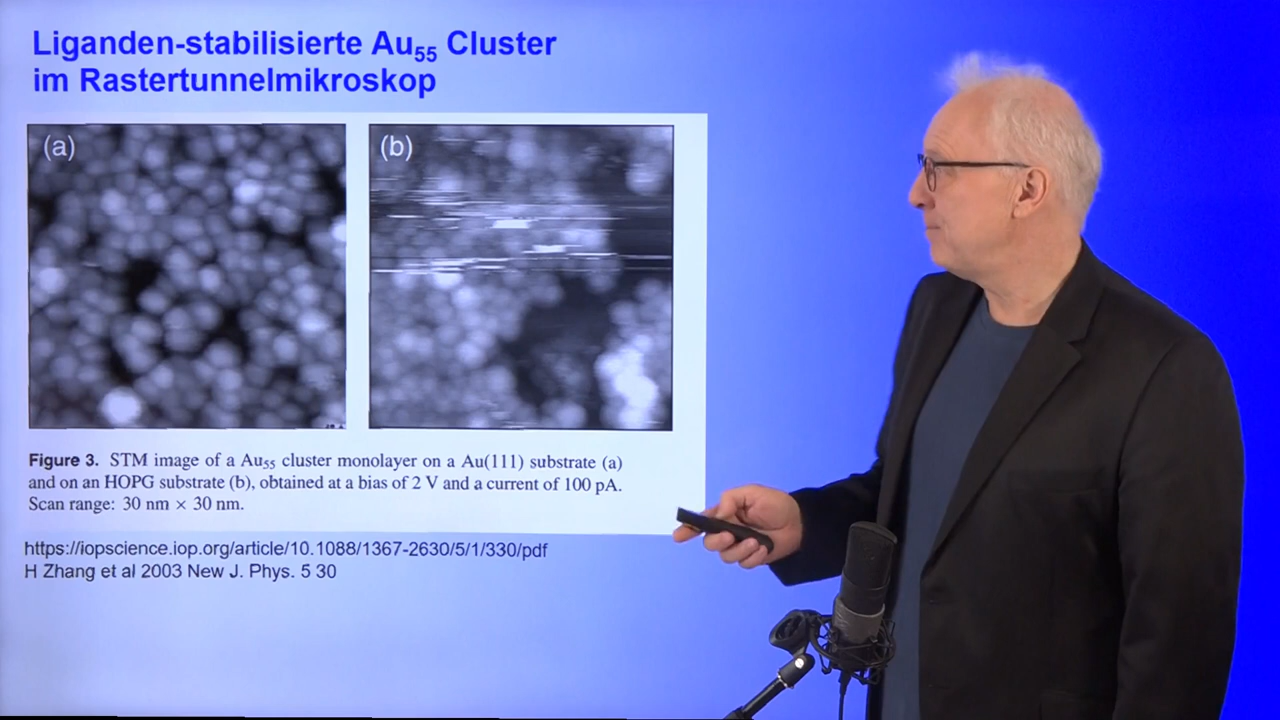 Liganden-stabilisierte Au₅₅ Cluster
im Rastertunnelmikroskop
(a)
(b)
Figure 3. STM image of a Au₅₅ cluster monolayer on a Au(111) substrate (a)
and on an HOPG substrate (b), obtained at a bias of 2 V and a current of 100 pA.
Scan range: 30 nm × 30 nm.
https://iopscience.iop.org/article/10.1088/1367-2630/5/1/330/pdf
H Zhang et al 2003 New J. Phys. 5 30